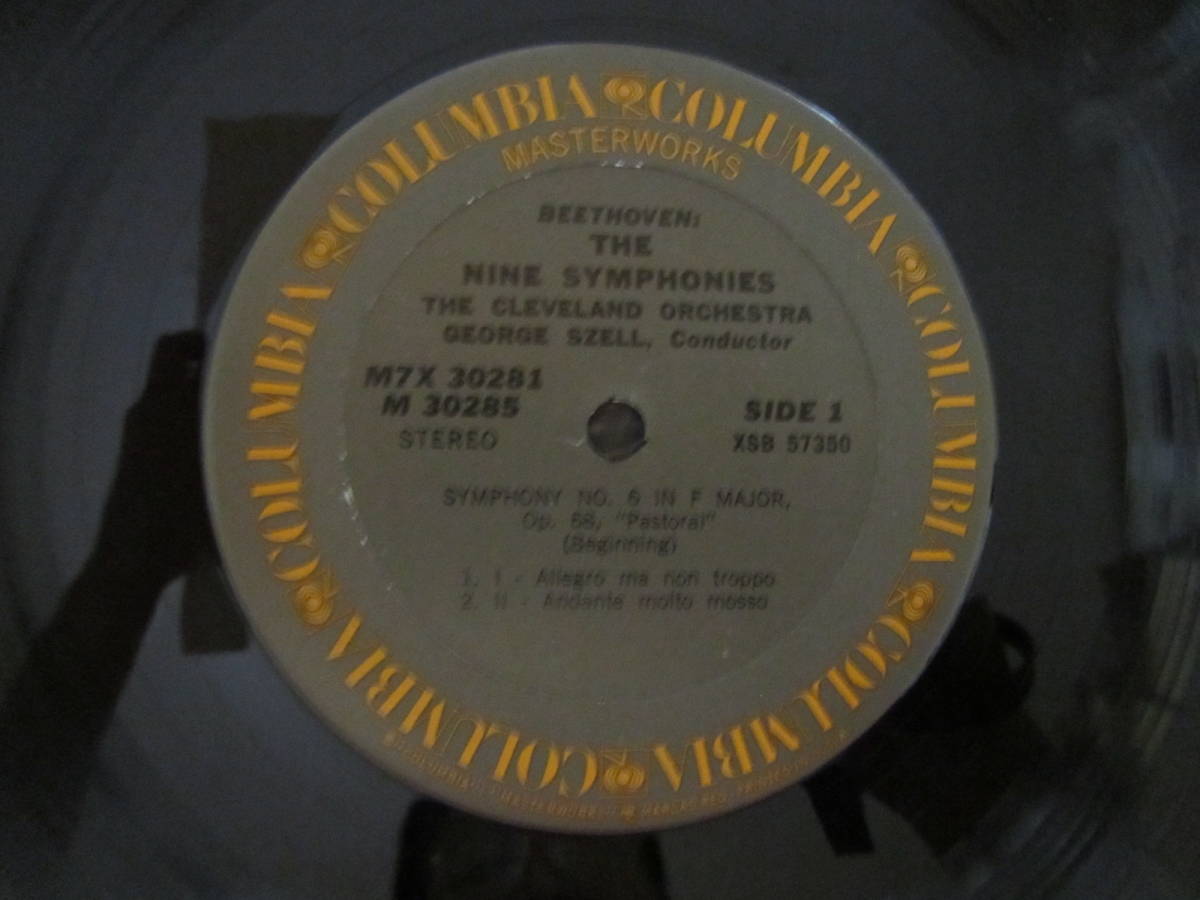 COLUMBIA COLUMBIA COLUMBIA COLUMBIA COLUMBIA COLUMBIA COLUMBIA COLUMBIA
MASTERWORKS
BEETHOVEN:
THE
NINE SYMPHONIES
THE CLEVELAND ORCHESTRA
GEORGE SZELL, Conductor
M7X 30281
M 30285
SIDE 1
STEREO
XSB 57350
SYMPHONY NO. 6 IN F MAJOR,
Op. 68, "Pastoral"
(Beginning)
1. I - Allegro ma non troppo
2. II - Andante molto mosso